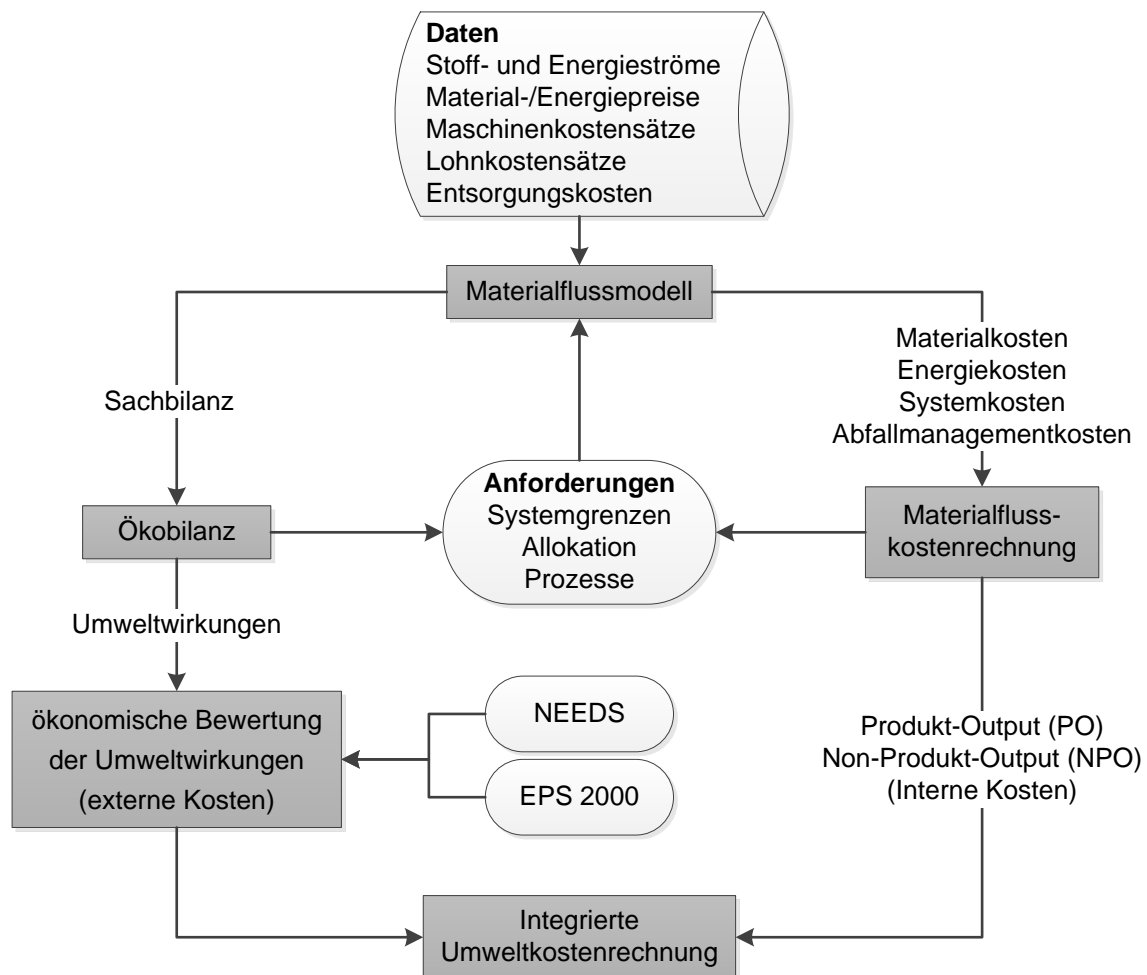 Daten
Stoff- und Energieströme
Material-/Energiepreise
Maschinenkostensätze
Lohnkostensätze
Entsorgungskosten
Materialflussmodell
Sachbilanz
Materialkosten
Energiekosten
Systemkosten
Abfallmanagementkosten
Ökobilanz
Anforderungen
Systemgrenzen
Allokation
Prozesse
Materialfluss-
kostenrechnung
Umweltwirkungen
ökonomische Bewertung
der Umweltwirkungen
(externe Kosten)
NEEDS
EPS 2000
Produkt-Output (PO)
Non-Produkt-Output (NPO)
(Interne Kosten)
Integrierte
Umweltkostenrechnung